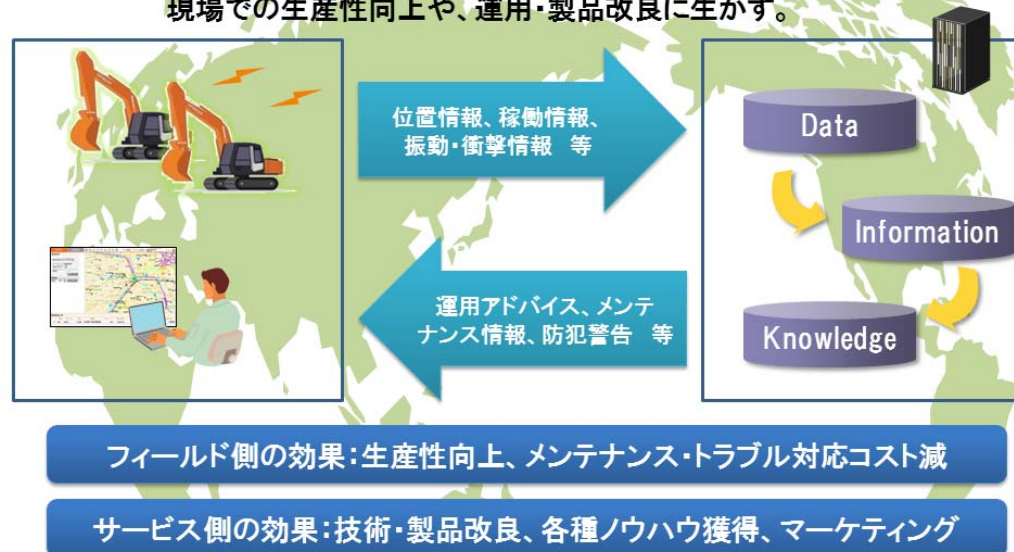 現場での生産性向上や、運用・製品改良に生かす。
位置情報、稼働情報、
振動・衝撃情報　等
Data
Information
Knowledge
運用アドバイス、メンテ
ナンス情報、防犯警告　等
フィールド側の効果：生産性向上、メンテナンス・トラブル対応コスト減
サービス側の効果：技術・製品改良、各種ノウハウ獲得、マーケティング